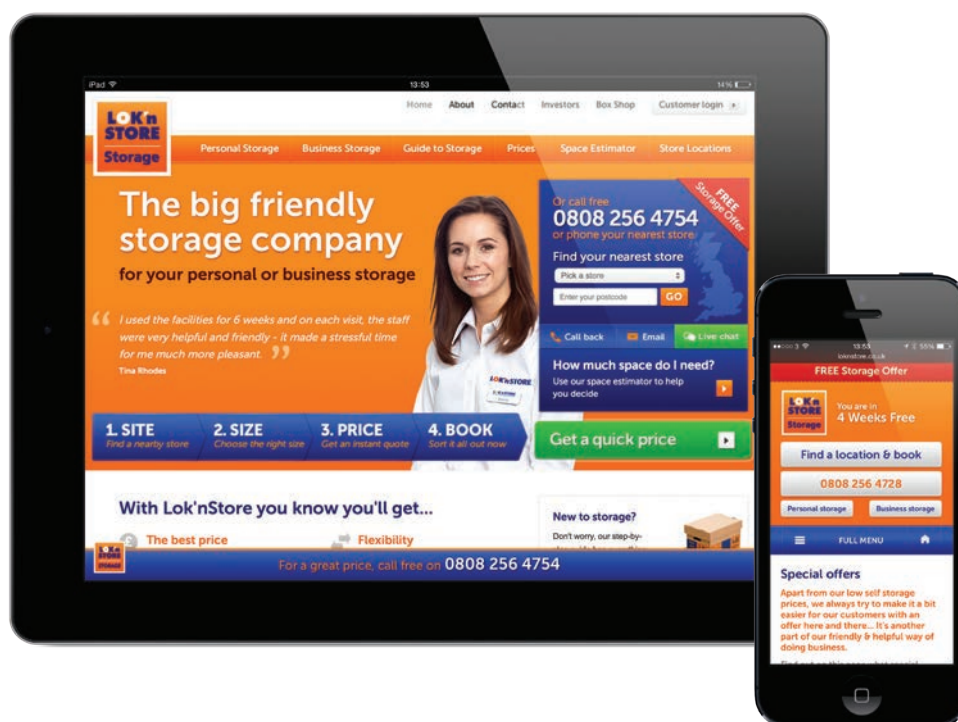 iPad
13:53
14%
Home About Contact Investors Box Shop Customer login
LOK'n
STORE
Storage
Personal Storage Business Storage Guide to Storage Prices Space Estimator Store Locations
The big friendly
storage company
for your personal or business storage
“ I used the facilities for 6 weeks and on each visit, the staff
were very helpful and friendly - it made a stressful time
for me much more pleasant. ”
Tina Rhodes
LOK'nSTORE
FREE
Storage Offer
Or call free
0808 256 4754
or phone your nearest store
Find your nearest store
Pick a store
Enter your postcode GO
Call back Email Live chat
How much space do I need?
Use our space estimator to help
you decide
1. SITE
Find a nearby store
2. SIZE
Choose the right size
3. PRICE
Get an instant quote
4. BOOK
Sort it all out now
Get a quick price
With Lok'nStore you know you'll get...
The best price
Flexibility
New to storage?
Don't worry, our step-by-
LOK'n
STORE
STORAGE
For a great price, call free on 0808 256 4754
3
13:53
55%
loknstore.co.uk
FREE Storage Offer
LOK'n
STORE
Storage
You are in
4 Weeks Free
Find a location & book
0808 256 4728
Personal storage Business storage
FULL MENU
Special offers
Apart from our low self storage
prices, we always try to make it a bit
easier for our customers with an
offer here and there... It's another
part of our friendly & helpful way of
doing business.